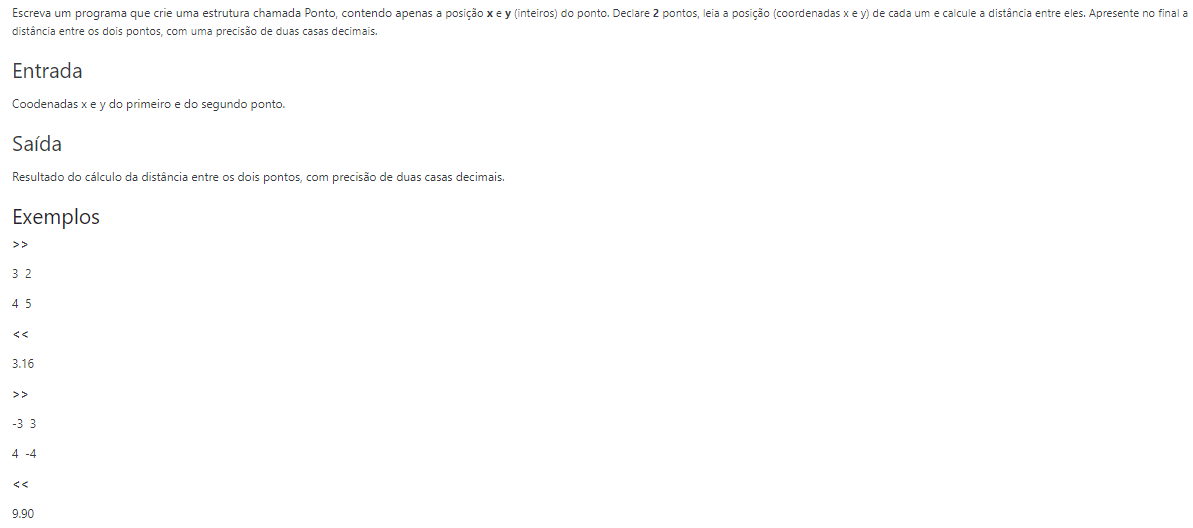 Escreva um programa que crie uma estrutura chamada Ponto, contendo apenas a posição x e y (inteiros) do ponto. Declare 2 pontos, leia a posição (coordenadas x e y) de cada um e calcule a distância entre eles. Apresente no final a
distância entre os dois pontos, com uma precisão de duas casas decimais.
Entrada
Coodenadas x e y do primeiro e do segundo ponto.
Saída
Resultado do cálculo da distância entre os dois pontos, com precisão de duas casas decimais.
Exemplos
>>
3 2
4 5
<<
3.16
>>
-3 3
4 -4
<<
9.90